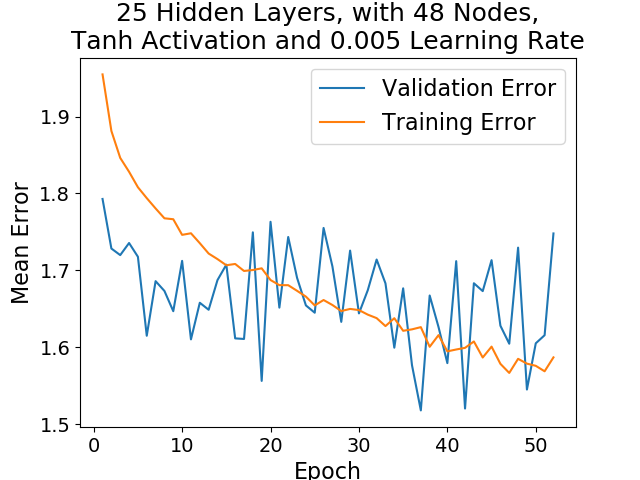 25 Hidden Layers, with 48 Nodes,
Tanh Activation and 0.005 Learning Rate
Validation Error
Training Error
Mean Error
1.9
1.8
1.7
1.6
1.5
0
10
20
30
40
50
Epoch